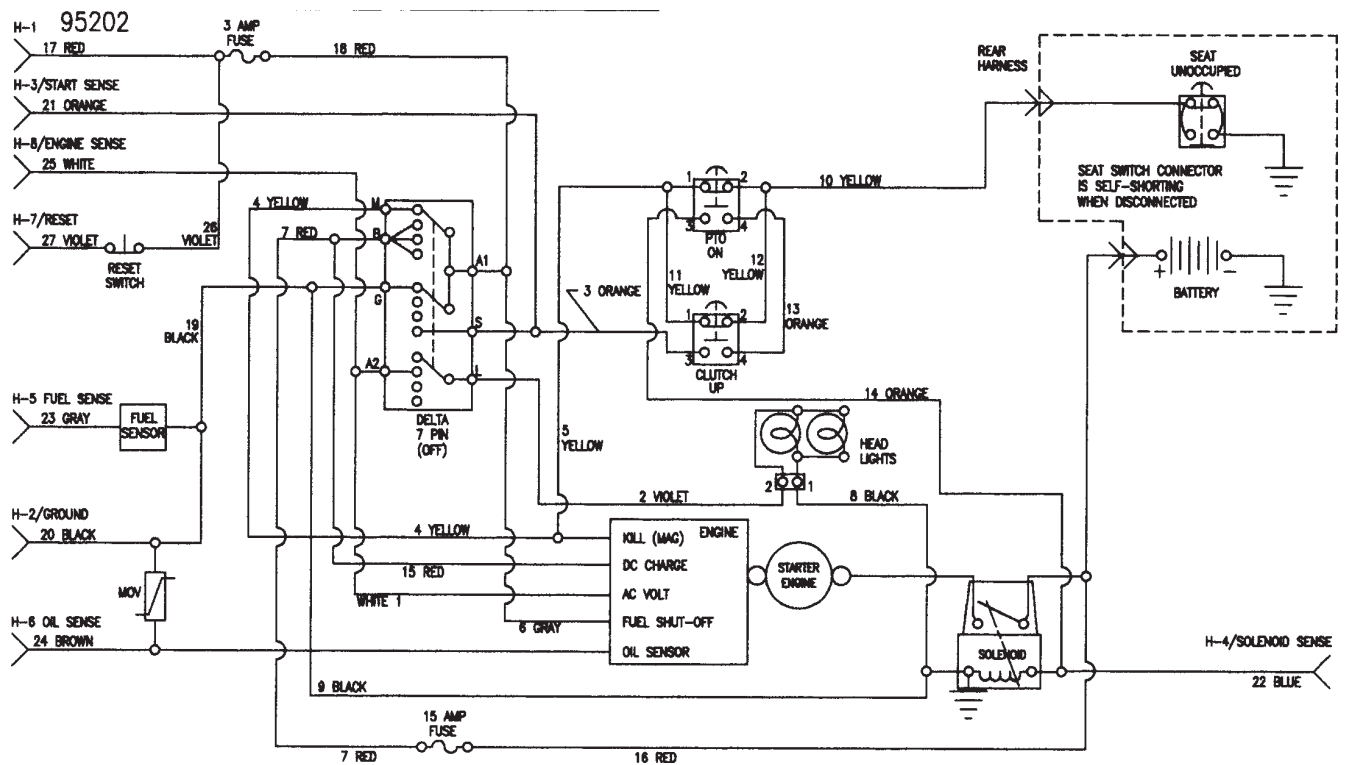 H-1 95202
3 AMP
FUSE
17 RED
18 RED
H-3/START SENSE
21 ORANGE
H-8/ENGINE SENSE
25 WHITE
H-7/RESET
27 VIOLET
26
VIOLET
RESET
SWITCH
4 YELLOW
7 RED
M
B
G
A1
S
A2
L
DELTA
7 PIN
(OFF)
19
BLACK
H-5 FUEL SENSE
23 GRAY
FUEL
SENSOR
H-2/GROUND
20 BLACK
MOV
H-6 OIL SENSE
24 BROWN
3 ORANGE
1 2
3 4
PTO
ON
10 YELLOW
11
YELLOW
12
YELLOW
13
ORANGE
1 2
3 4
CLUTCH
UP
14 ORANGE
5
YELLOW
REAR
HARNESS
SEAT
UNOCCUPIED
SEAT SWITCH CONNECTOR
IS SELF-SHORTING
WHEN DISCONNECTED
+ -
BATTERY
HEAD
LIGHTS
2 1
2 VIOLET
8 BLACK
4 YELLOW
15 RED
WHITE 1
6 GRAY
KILL (MAG) ENGINE
DC CHARGE
AC VOLT
FUEL SHUT-OFF
OIL SENSOR
STARTER
ENGINE
SOLENOID
H-4/SOLENOID SENSE
22 BLUE
9 BLACK
15 AMP
FUSE
7 RED
16 RED